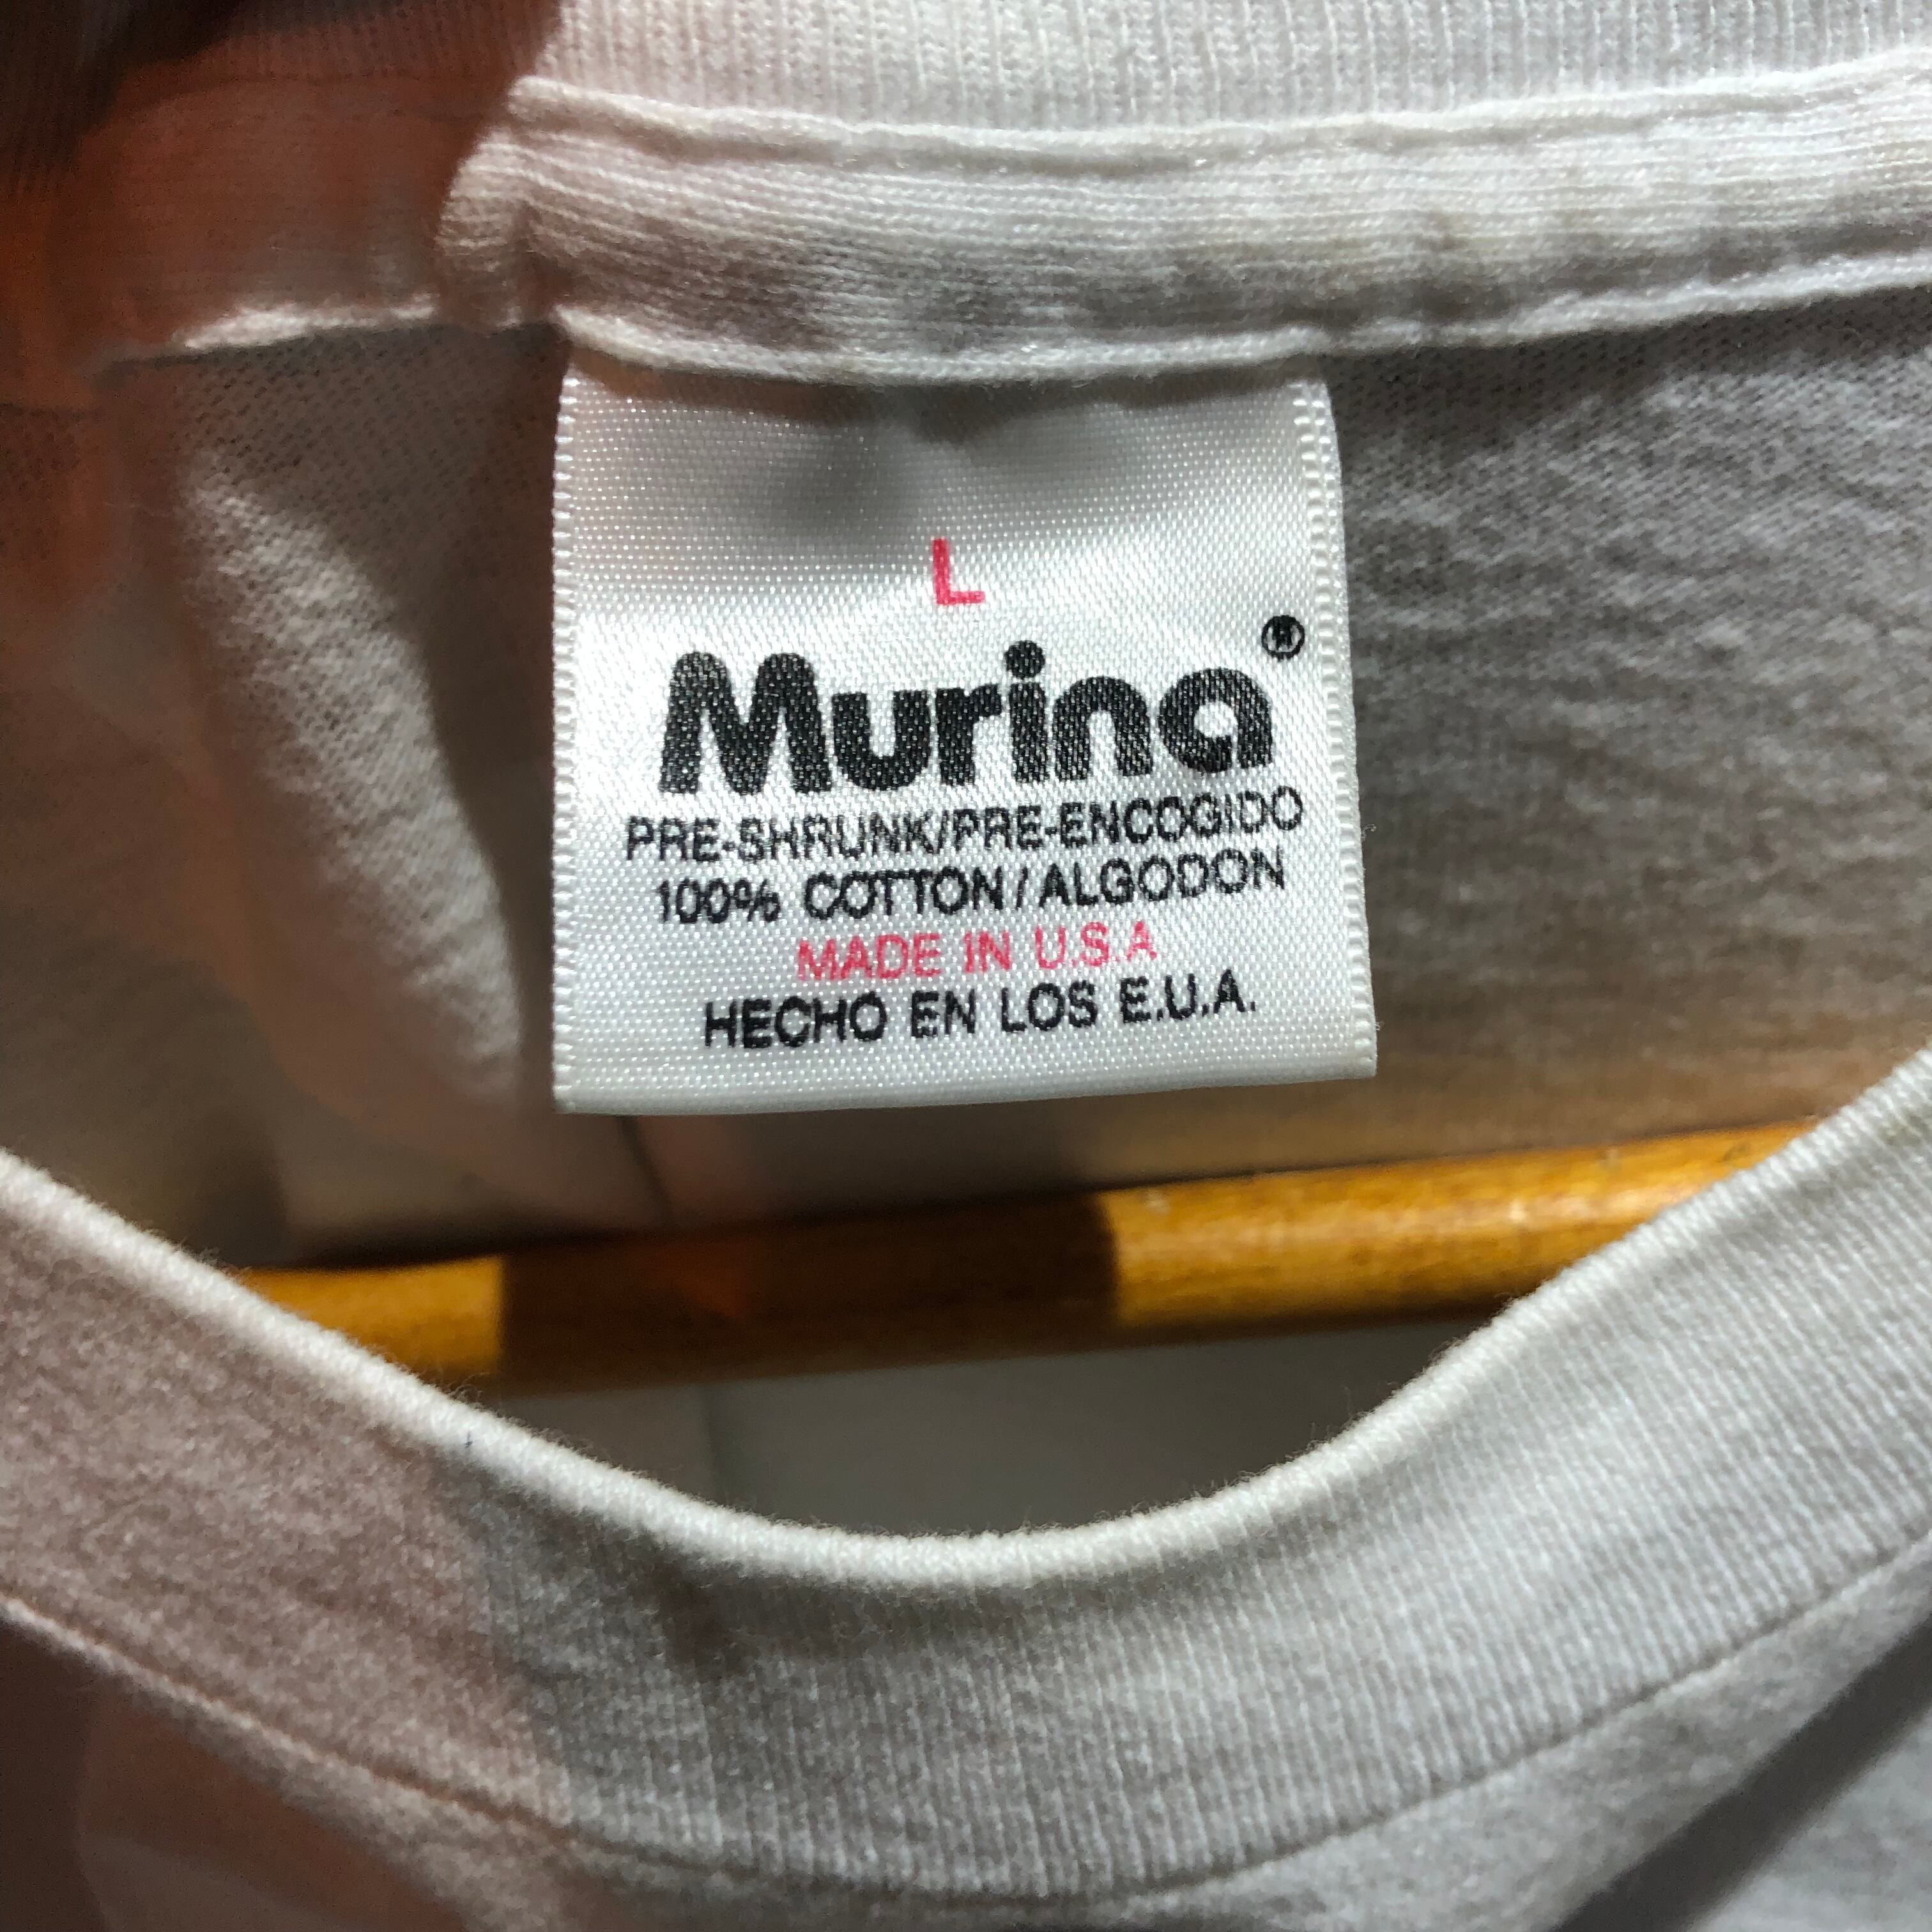 L
Murina®
PRE-SHRUNK/PRE-ENCOGIDO
100% COTTON/ALGODON
MADE IN U.S.A
HECHO EN LOS E.U.A.